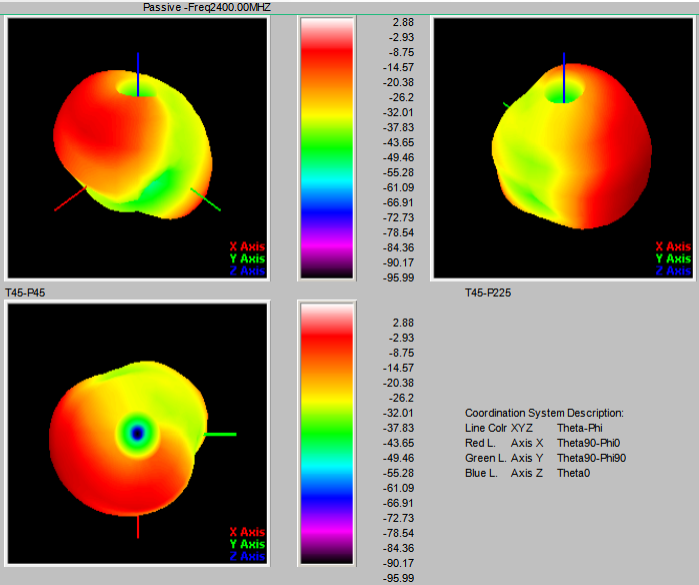 Passive -Freq2400.00MHZ
2.88
-2.93
-8.75
-14.57
-20.38
-26.2
-32.01
-37.83
-43.65
-49.46
-55.28
-61.09
-66.91
-72.73
-78.54
-84.36
-90.17
-95.99
X Axis
Y Axis
Z Axis
X Axis
Y Axis
Z Axis
T45-P45
T45-P225
2.88
-2.93
-8.75
-14.57
-20.38
-26.2
-32.01
-37.83
-43.65
-49.46
-55.28
-61.09
-66.91
-72.73
-78.54
-84.36
-90.17
-95.99
X Axis
Y Axis
Z Axis
Coordination System Description:
Line Colr XYZ Theta-Phi
Red L. Axis X Theta90-Phi0
Green L. Axis Y Theta90-Phi90
Blue L. Axis Z Theta0